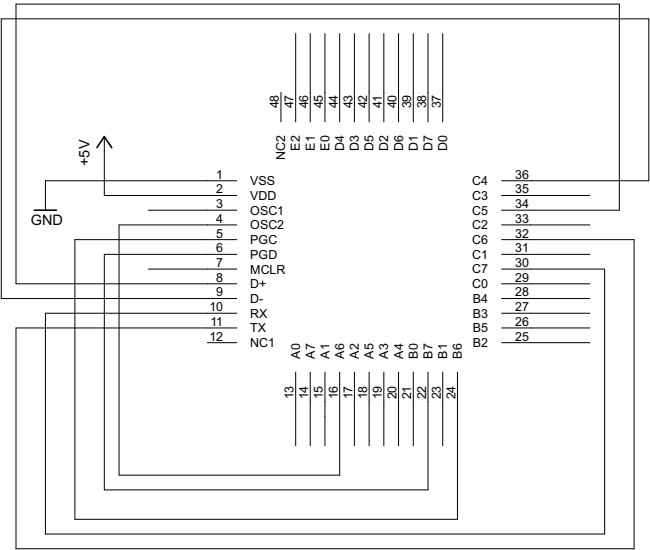 48 47 46 45 44 43 42 41 40 39 38 37
NC2 E2 E1 E0 D4 D3 D5 D2 D6 D1 D7 D0
+5V
GND
1 VSS
2 VDD
3 OSC1
4 OSC2
5 PGC
6 PGD
7 MCLR
8 D+
9 D-
10 RX
11 TX
12 NC1
C4 36
C3 35
C5 34
C2 33
C6 32
C1 31
C7 30
C0 29
B4 28
B3 27
B5 26
B2 25
A0 A7 A1 A6 A2 A5 A3 A4 B0 B7 B1 B6
13 14 15 16 17 18 19 20 21 22 23 24